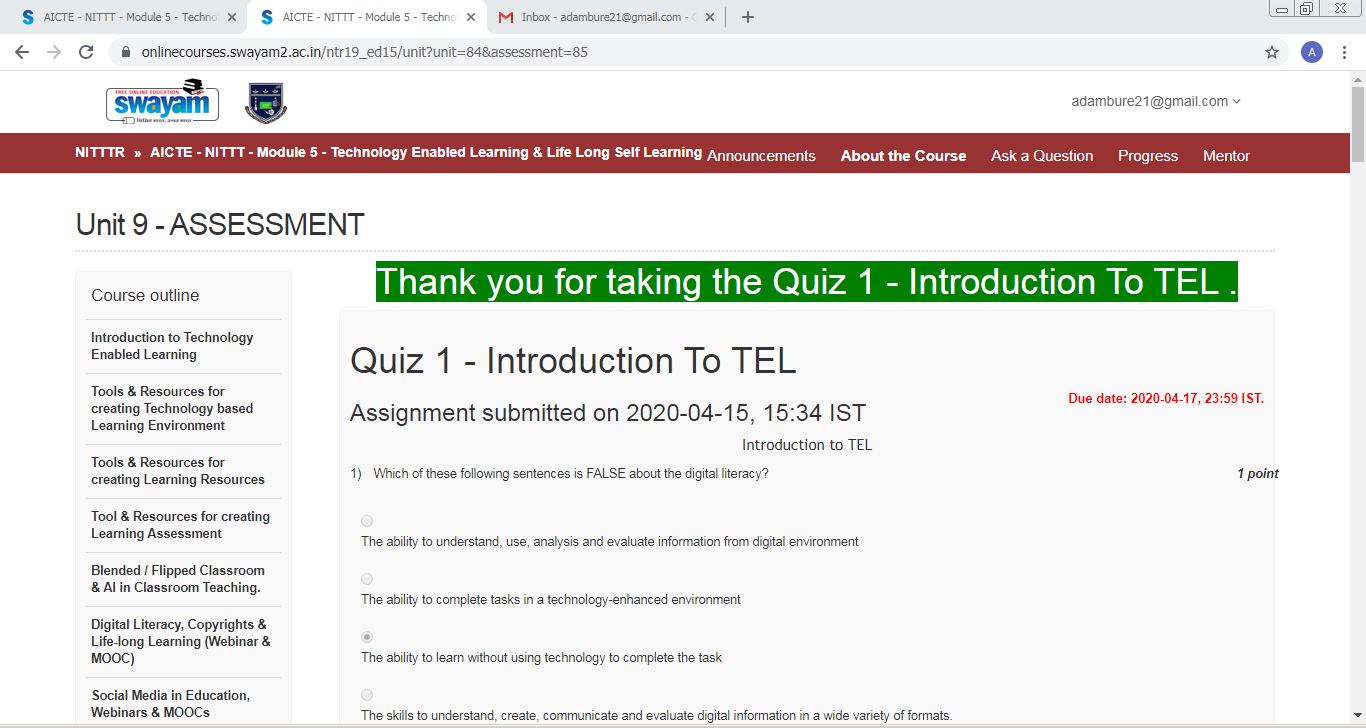 AICTE - NITTT - Module 5 - Techno
AICTE - NITTT - Module 5 - Techno
Inbox - adambure21@gmail.com -
onlinecourses.swayam2.ac.in/ntr19_ed15/unit?unit=84&assessment=85
A
FREE ONLINE EDUCATION
swayam
adambure21@gmail.com
NITTTR » AICTE - NITTT - Module 5 - Technology Enabled Learning & Life Long Self Learning
Announcements About the Course Ask a Question Progress Mentor
Unit 9 - ASSESSMENT
Course outline
Introduction to Technology
Enabled Learning
Tools & Resources for
creating Technology based
Learning Environment
Tools & Resources for
creating Learning Resources
Tool & Resources for creating
Learning Assessment
Blended / Flipped Classroom
& AI in Classroom Teaching.
Digital Literacy, Copyrights &
Life-long Learning (Webinar &
MOOC)
Social Media in Education,
Webinars & MOOCs
Thank you for taking the Quiz 1 - Introduction To TEL .
Quiz 1 - Introduction To TEL
Due date: 2020-04-17, 23:59 IST.
Assignment submitted on 2020-04-15, 15:34 IST
Introduction to TEL
1) Which of these following sentences is FALSE about the digital literacy? 1 point
The ability to understand, use, analysis and evaluate information from digital environment
The ability to complete tasks in a technology-enhanced environment
The ability to learn without using technology to complete the task
The skills to understand, create, communicate and evaluate digital information in a wide variety of formats.